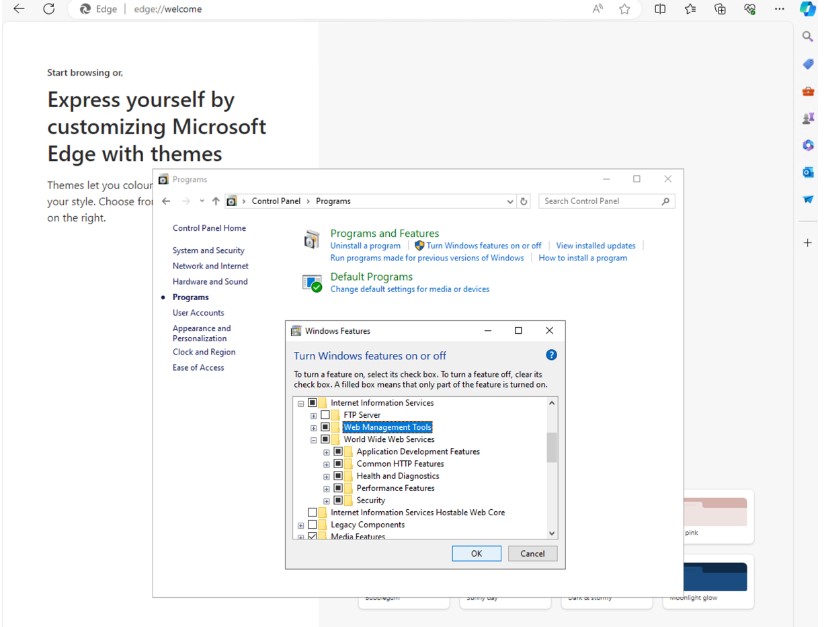 Edge
edge://welcome
Start browsing or,
Express yourself by
customizing Microsoft
Edge with themes
Themes let you colour
your style. Choose from
on the right.
Programs
Control Panel > Programs
Search Control Panel
Control Panel Home
System and Security
Network and Internet
Hardware and Sound
Programs
User Accounts
Appearance and
Personalization
Clock and Region
Ease of Access
Programs and Features
Uninstall a program
Turn Windows features on or off
View installed updates
Run programs made for previous versions of Windows
How to install a program
Default Programs
Change default settings for media or devices
Windows Features
Turn Windows features on or off
To turn a feature on, select its check box. To turn a feature off, clear its
check box. A filled box means that only part of the feature is turned on.
Internet Information Services
FTP Server
Web Management Tools
World Wide Web Services
Application Development Features
Common HTTP Features
Health and Diagnostics
Performance Features
Security
Internet Information Services Hostable Web Core
Legacy Components
Media Features
OK
Cancel
pink
Bubblegum
Sunny day
Dark & stormy
Moonlight glow